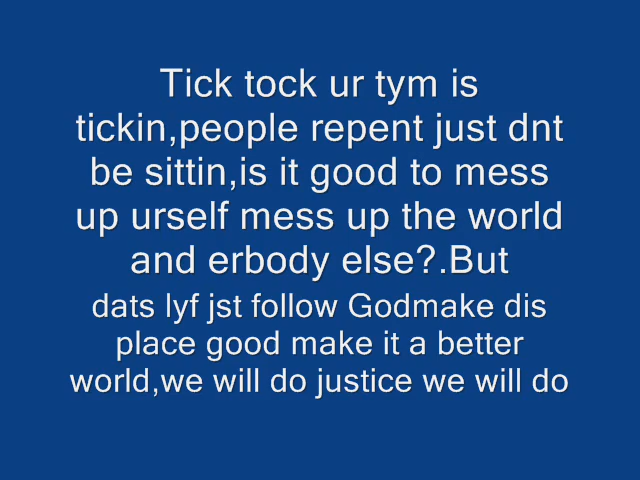 Tick tock ur tym is
tickin,people repent just dnt
be sittin,is it good to mess
up urself mess up the world
and erbody else?.But
dats lyf jst follow Godmake dis
place good make it a better
world,we will do justice we will do